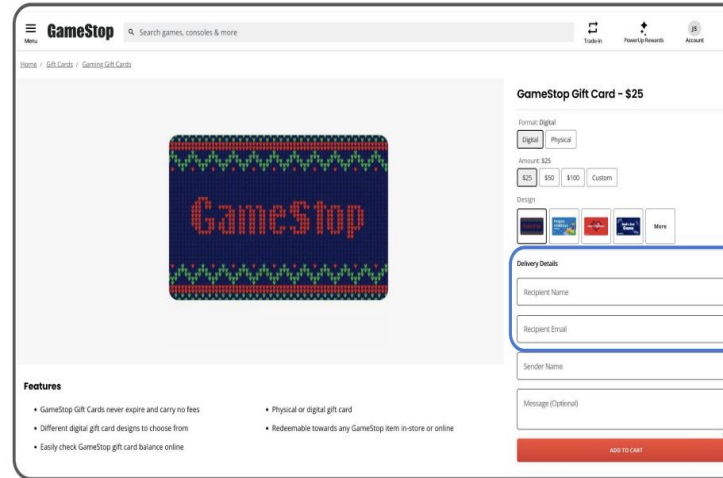 GameStop
Search games, consoles & more
Trade-In
PowerUp Rewards
JS
Account
Menu
Home / Gift Cards / Gaming Gift Cards
GameStop
GameStop Gift Card - $25
Format: Digital
Digital
Physical
Amount: $25
$25
$50
$100
Custom
Design
More
Delivery Details
Recipient Name
Recipient Email
Sender Name
Message (Optional)
ADD TO CART
Features
• GameStop Gift Cards never expire and carry no fees
• Different digital gift card designs to choose from
• Easily check GameStop gift card balance online
• Physical or digital gift card
• Redeemable towards any GameStop item in-store or online